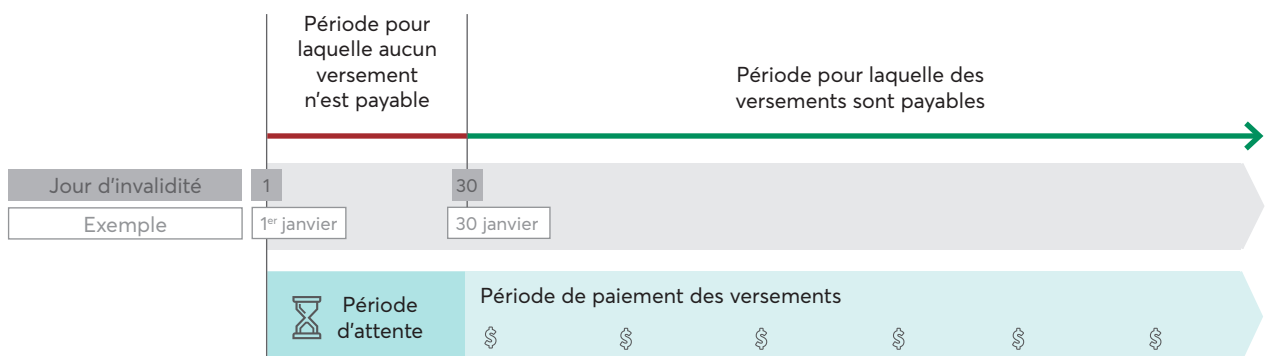 Période pour
laquelle aucun
versement
n'est payable
Période pour laquelle des
versements sont payables
Jour d'invalidité
1
30
Exemple
1er janvier
30 janvier
Période
d'attente
Période de paiement des versements
$ $ $ $ $ $